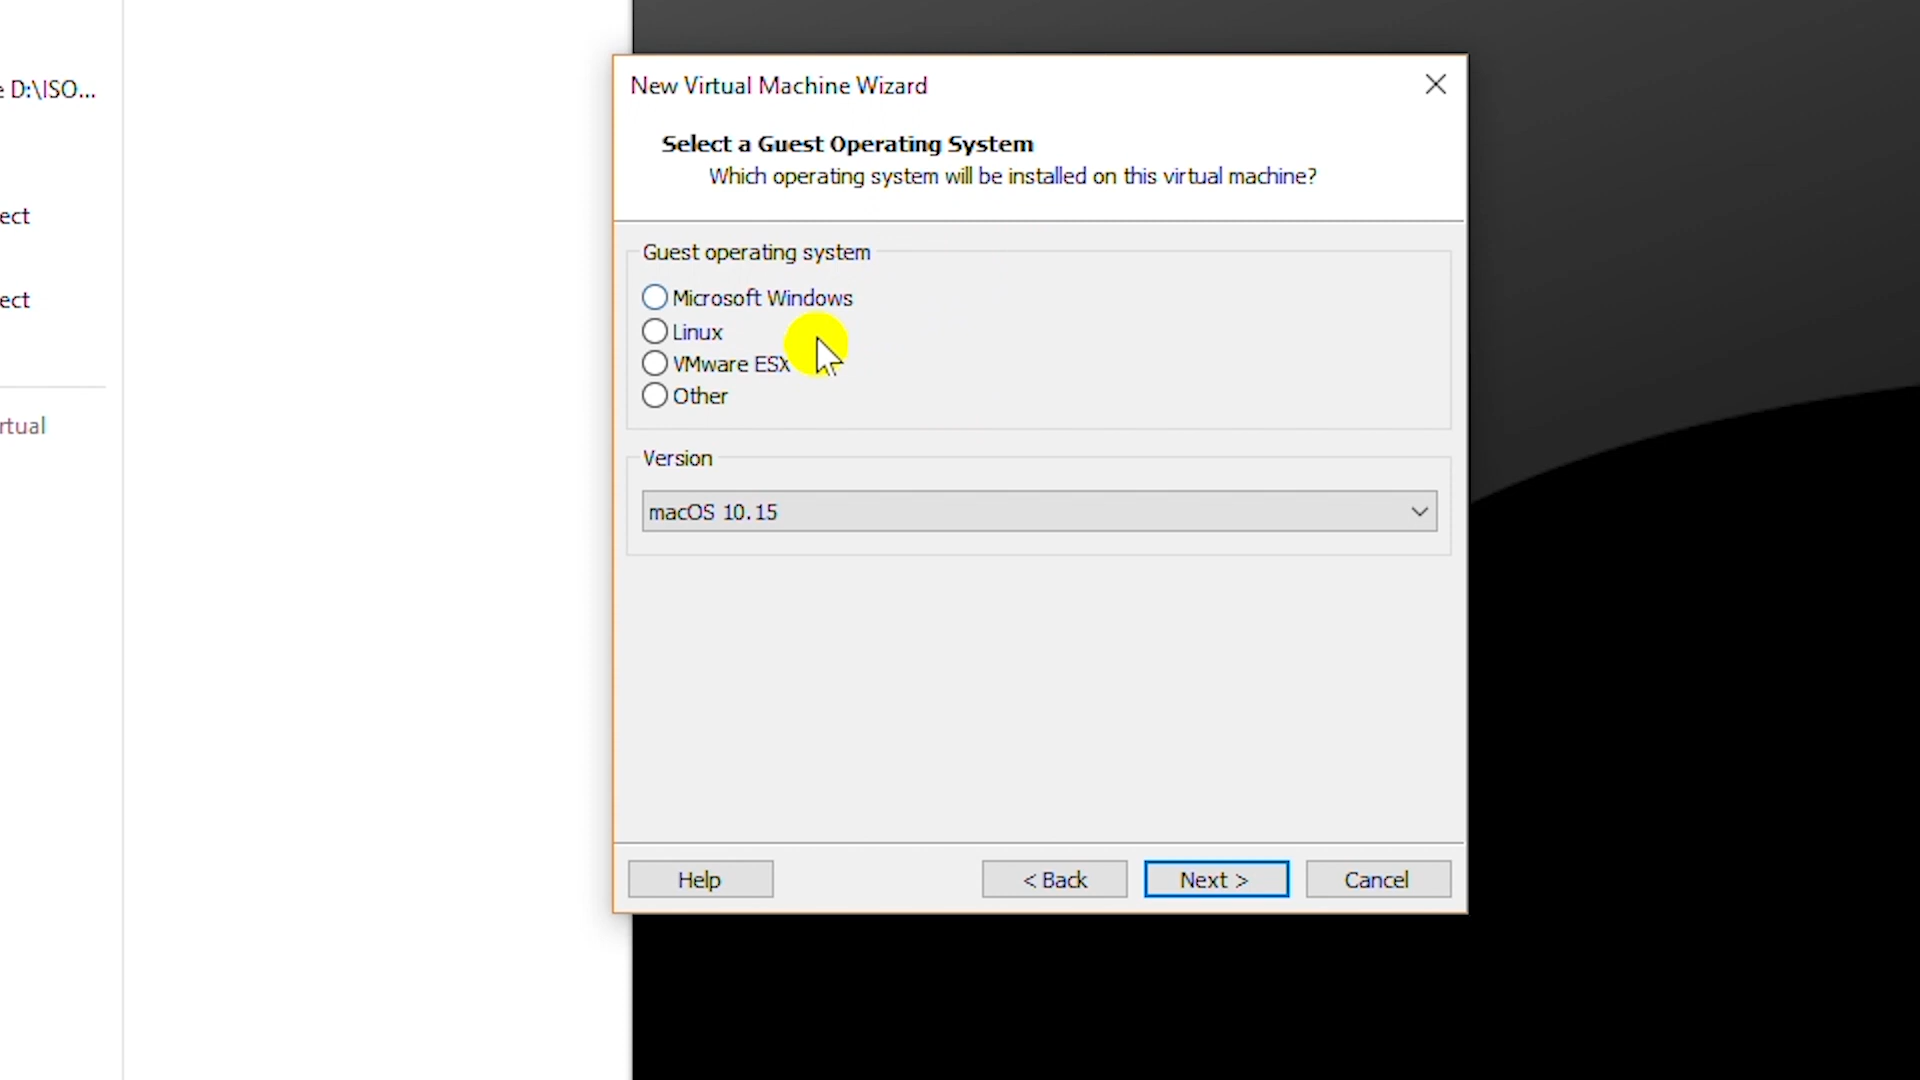 D:\ISO...
ect
ect
rtual
New Virtual Machine Wizard
Select a Guest Operating System
Which operating system will be installed on this virtual machine?
Guest operating system
Microsoft Windows
Linux
VMware ESX
Other
Version
macOS 10.15
Help
< Back
Next >
Cancel